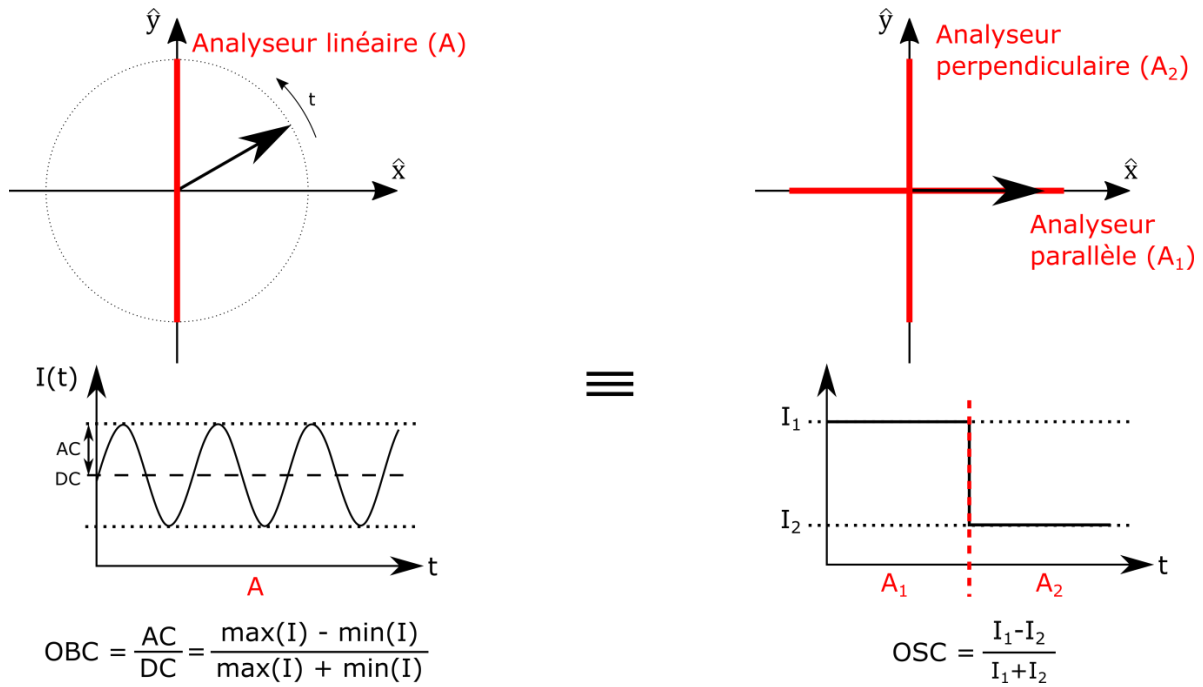 ŷ
Analyseur linéaire (A)
t
x̂
I(t)
AC
DC
t
A
OBC = AC/DC = max(I) - min(I)/max(I) + min(I)
≡
ŷ
Analyseur
perpendiculaire (A₂)
x̂
Analyseur
parallèle (A₁)
I₁
I₂
t
A₁ A₂
OSC = I₁-I₂/I₁+I₂